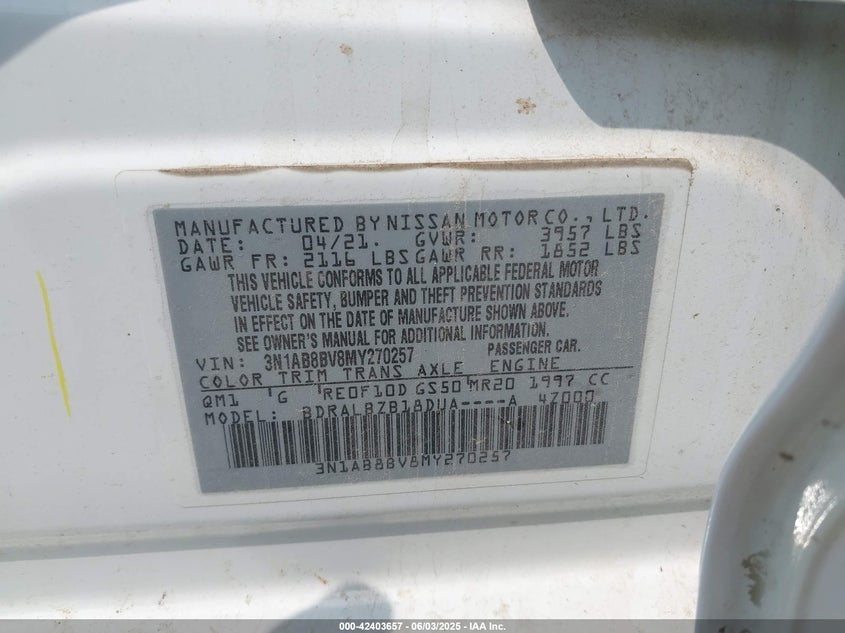 MANUFACTURED BY NISSAN MOTOR CO., LTD.
DATE: 04/21. GVWR: 3957 LBS
GAWR FR: 2116 LBS GAWR RR: 1852 LBS
THIS VEHICLE CONFORMS TO ALL APPLICABLE FEDERAL MOTOR
VEHICLE SAFETY, BUMPER AND THEFT PREVENTION STANDARDS
IN EFFECT ON THE DATE OF MANUFACTURE SHOWN ABOVE.
SEE OWNER'S MANUAL FOR ADDITIONAL INFORMATION.
VIN: 3N1AB8BV8MY270257 PASSENGER CAR.
COLOR TRIM TRANS AXLE ENGINE
QM1 'G 'RE0F10D GS50 MR20 1997 CC
MODEL: BDRALBZB18DUA----A 4Z000
3N1AB8BV8MY270257
000-42403657 - 06/03/2025 - IAA Inc.